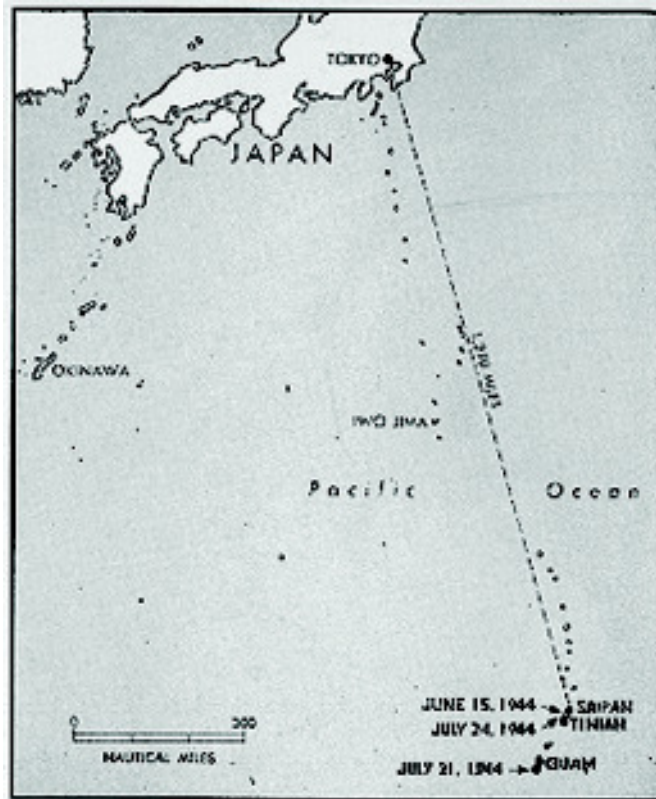 TOKYO
JAPAN
OKINAWA
IWO JIMA
Pacific Ocean
JUNE 15, 1944
SAIPAN
JULY 24, 1944
TINIAN
0
NAUTICAL MILES
JULY 21, 1944
GUAM